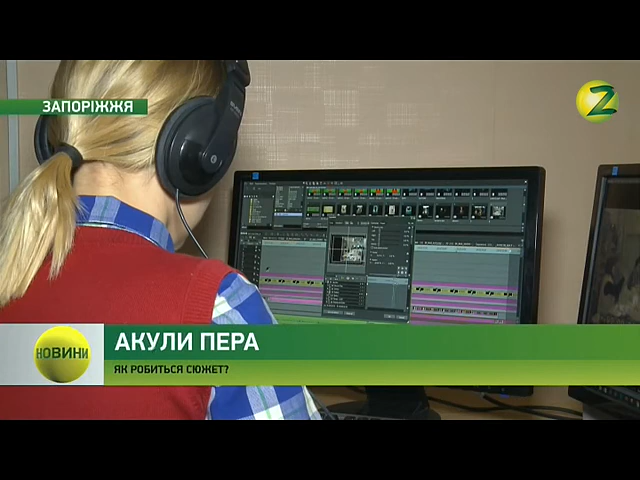 ЗАПОРІЖЖЯ
Z
НОВИНИ
АКУЛИ ПЕРА
ЯК РОБИТЬСЯ СЮЖЕТ?